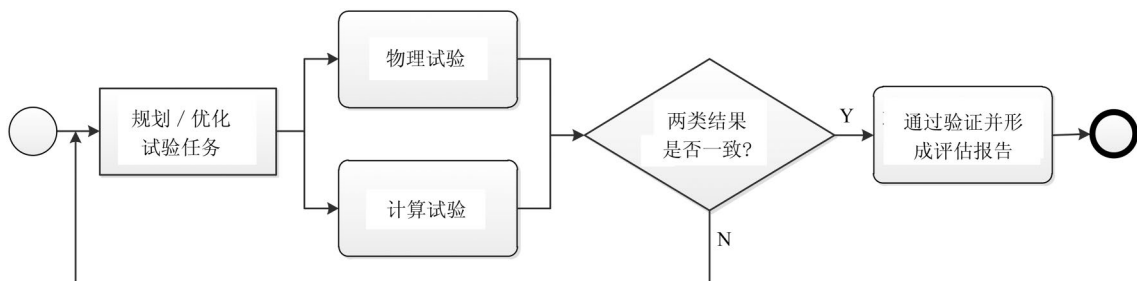 规划 / 优化
试验任务
物理试验
计算试验
两类结果
是否一致?
Y
N
通过验证并形
成评估报告